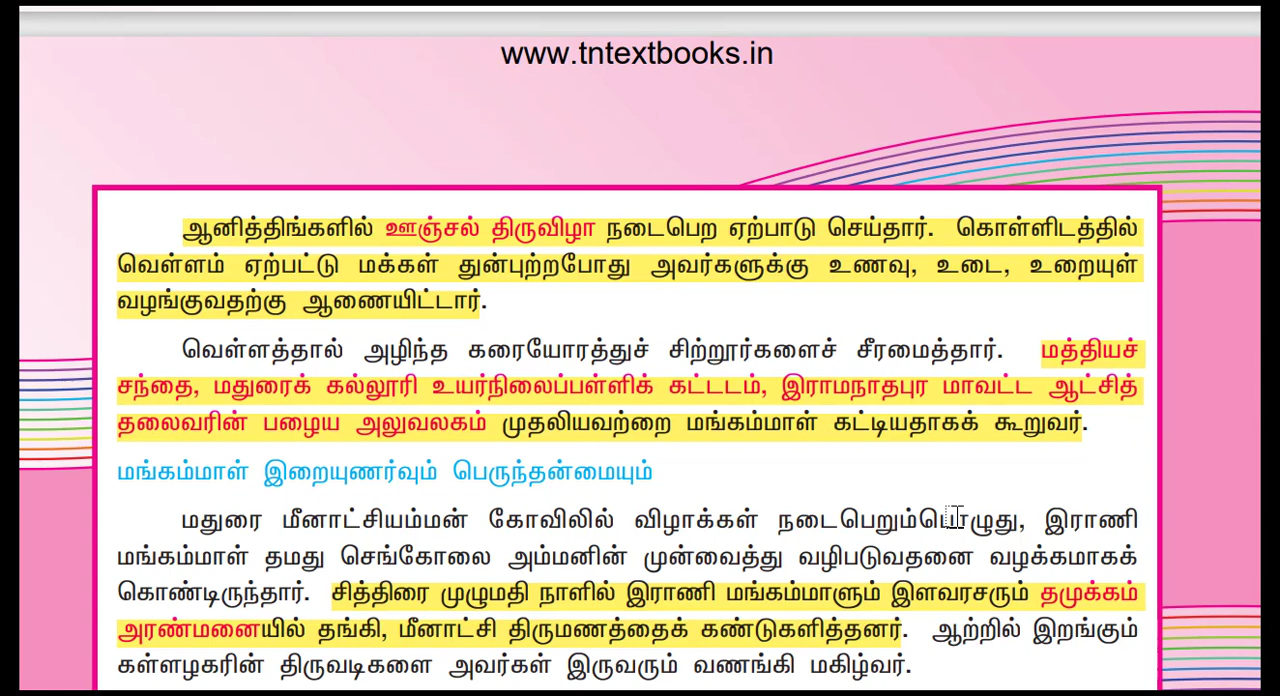 www.tntextbooks.in
ஆனித்திங்களில் ஊஞ்சல் திருவிழா நடைபெற ஏற்பாடு செய்தார். கொள்ளிடத்தில்
வெள்ளம் ஏற்பட்டு மக்கள் துன்புற்றபோது அவர்களுக்கு உணவு, உடை, உறையுள்
வழங்குவதற்கு ஆணையிட்டார்.
வெள்ளத்தால் அழிந்த கரையோரத்துச் சிற்றூர்களைச் சீரமைத்தார். மத்தியச்
சந்தை, மதுரைக் கல்லூரி உயர்நிலைப்பள்ளிக் கட்டடம், இராமநாதபுர மாவட்ட ஆட்சித்
தலைவரின் பழைய அலுவலகம் முதலியவற்றை மங்கம்மாள் கட்டியதாகக் கூறுவர்.
மங்கம்மாள் இறையுணர்வும் பெருந்தன்மையும்
மதுரை மீனாட்சியம்மன் கோவிலில் விழாக்கள் நடைபெறும்பொழுது, இராணி
மங்கம்மாள் தமது செங்கோலை அம்மனின் முன்வைத்து வழிபடுவதனை வழக்கமாகக்
கொண்டிருந்தார். சித்திரை முழுமதி நாளில் இராணி மங்கம்மாளும் இளவரசரும் தமுக்கம்
அரண்மனையில் தங்கி, மீனாட்சி திருமணத்தைக் கண்டுகளித்தனர். ஆற்றில் இறங்கும்
கள்ளழகரின் திருவடிகளை அவர்கள் இருவரும் வணங்கி மகிழ்வர்.